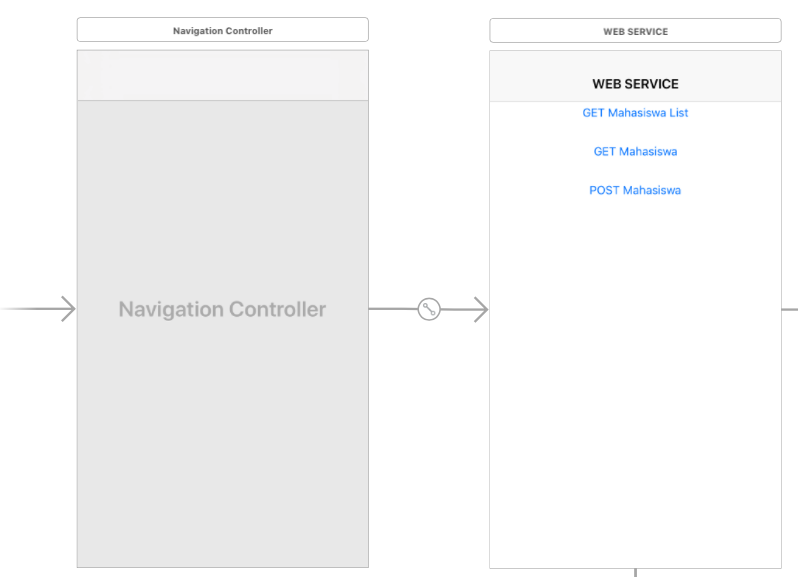 Navigation Controller
Navigation Controller
WEB SERVICE
WEB SERVICE
GET Mahasiswa List
GET Mahasiswa
POST Mahasiswa